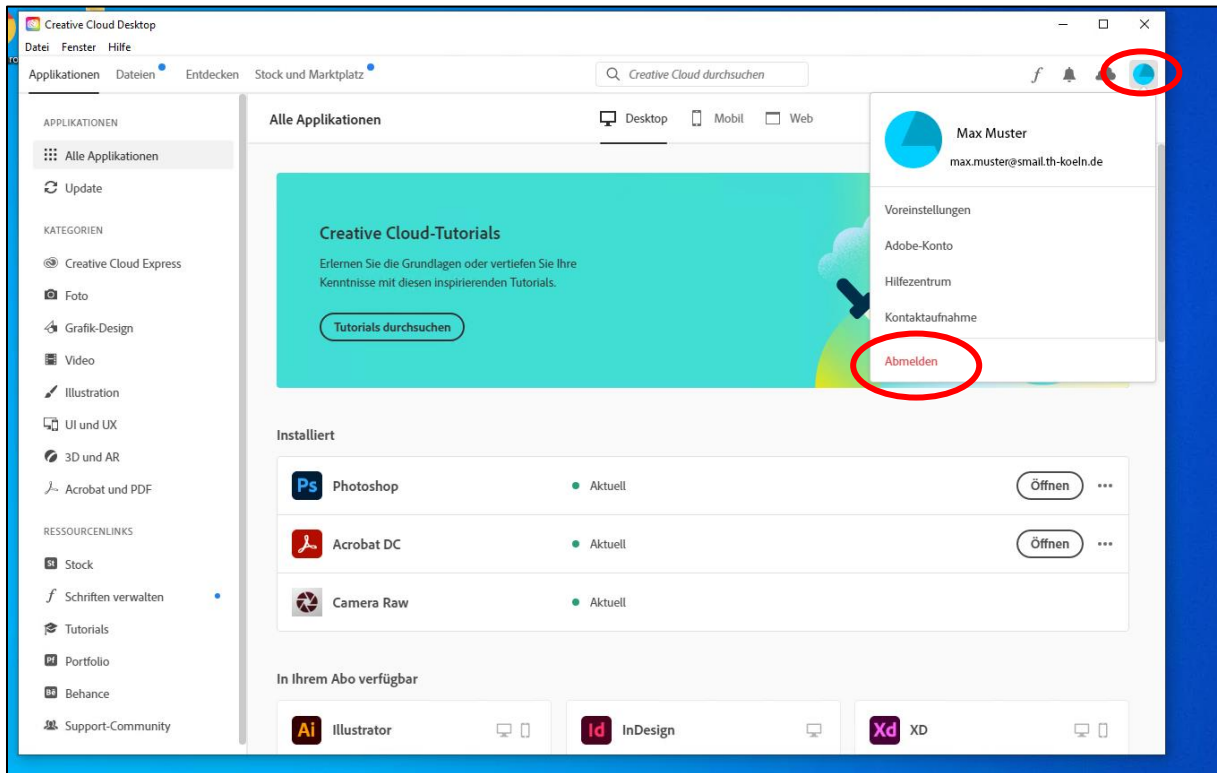 Creative Cloud Desktop
Datei Fenster Hilfe
Applikationen Dateien Entdecken Stock und Marktplatz Creative Cloud durchsuchen
APPLIKATIONEN
Alle Applikationen
Update
KATEGORIEN
Creative Cloud Express
Foto
Grafik-Design
Video
Illustration
UI und UX
3D und AR
Acrobat und PDF
RESSOURCENLINKS
St Stock
Schriften verwalten
Tutorials
Pf Portfolio
Bē Behance
Support-Community
Alle Applikationen Desktop Mobil Web
Creative Cloud-Tutorials
Erlernen Sie die Grundlagen oder vertiefen Sie Ihre
Kenntnisse mit diesen inspirierenden Tutorials.
Tutorials durchsuchen
Max Muster
max.muster@smail.th-koeln.de
Voreinstellungen
Adobe-Konto
Hilfezentrum
Kontaktaufnahme
Abmelden
Installiert
Ps Photoshop Aktuell Öffnen
Acrobat DC Aktuell Öffnen
Camera Raw Aktuell
In Ihrem Abo verfügbar
Ai Illustrator Id InDesign Xd XD